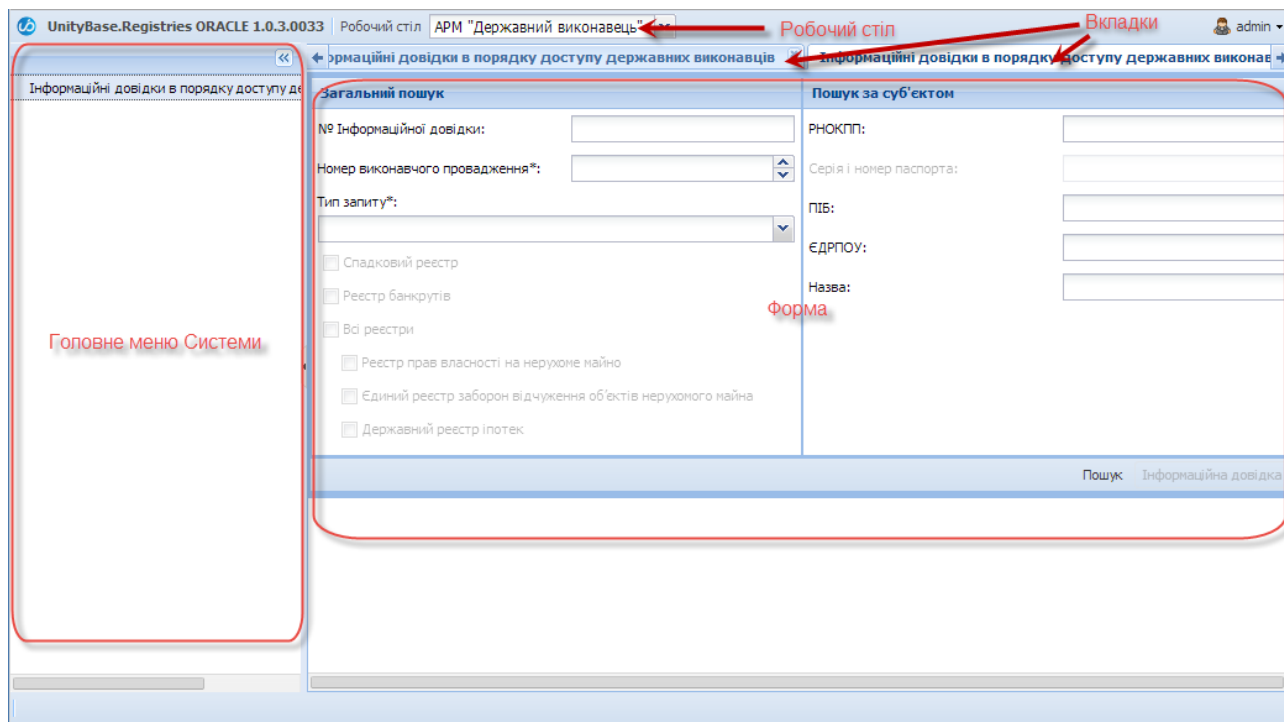 UnityBase.Registries ORACLE 1.0.3.0033 Робочий стіл АРМ "Державний виконавець" Робочий стіл Вкладки admin
ормаційні довідки в порядку доступу державних виконавців Інформаційні довідки в порядку доступу державних виконав
Інформаційні довідки в порядку доступу де
Загальний пошук Пошук за суб'єктом
№ Інформаційної довідки: РНОКПП:
Номер виконавчого провадження*: Серія і номер паспорта:
Тип запиту*: ПІБ:
ЄДРПОУ:
Спадковий реєстр
Реєстр банкрутів Назва:
Форма
Всі реєстри
Головне меню Системи
Реєстр прав власності на нерухоме майно
Єдиний реєстр заборон відчуження об'єктів нерухомого майна
Державний реєстр іпотек
Пошук Інформаційна довідка